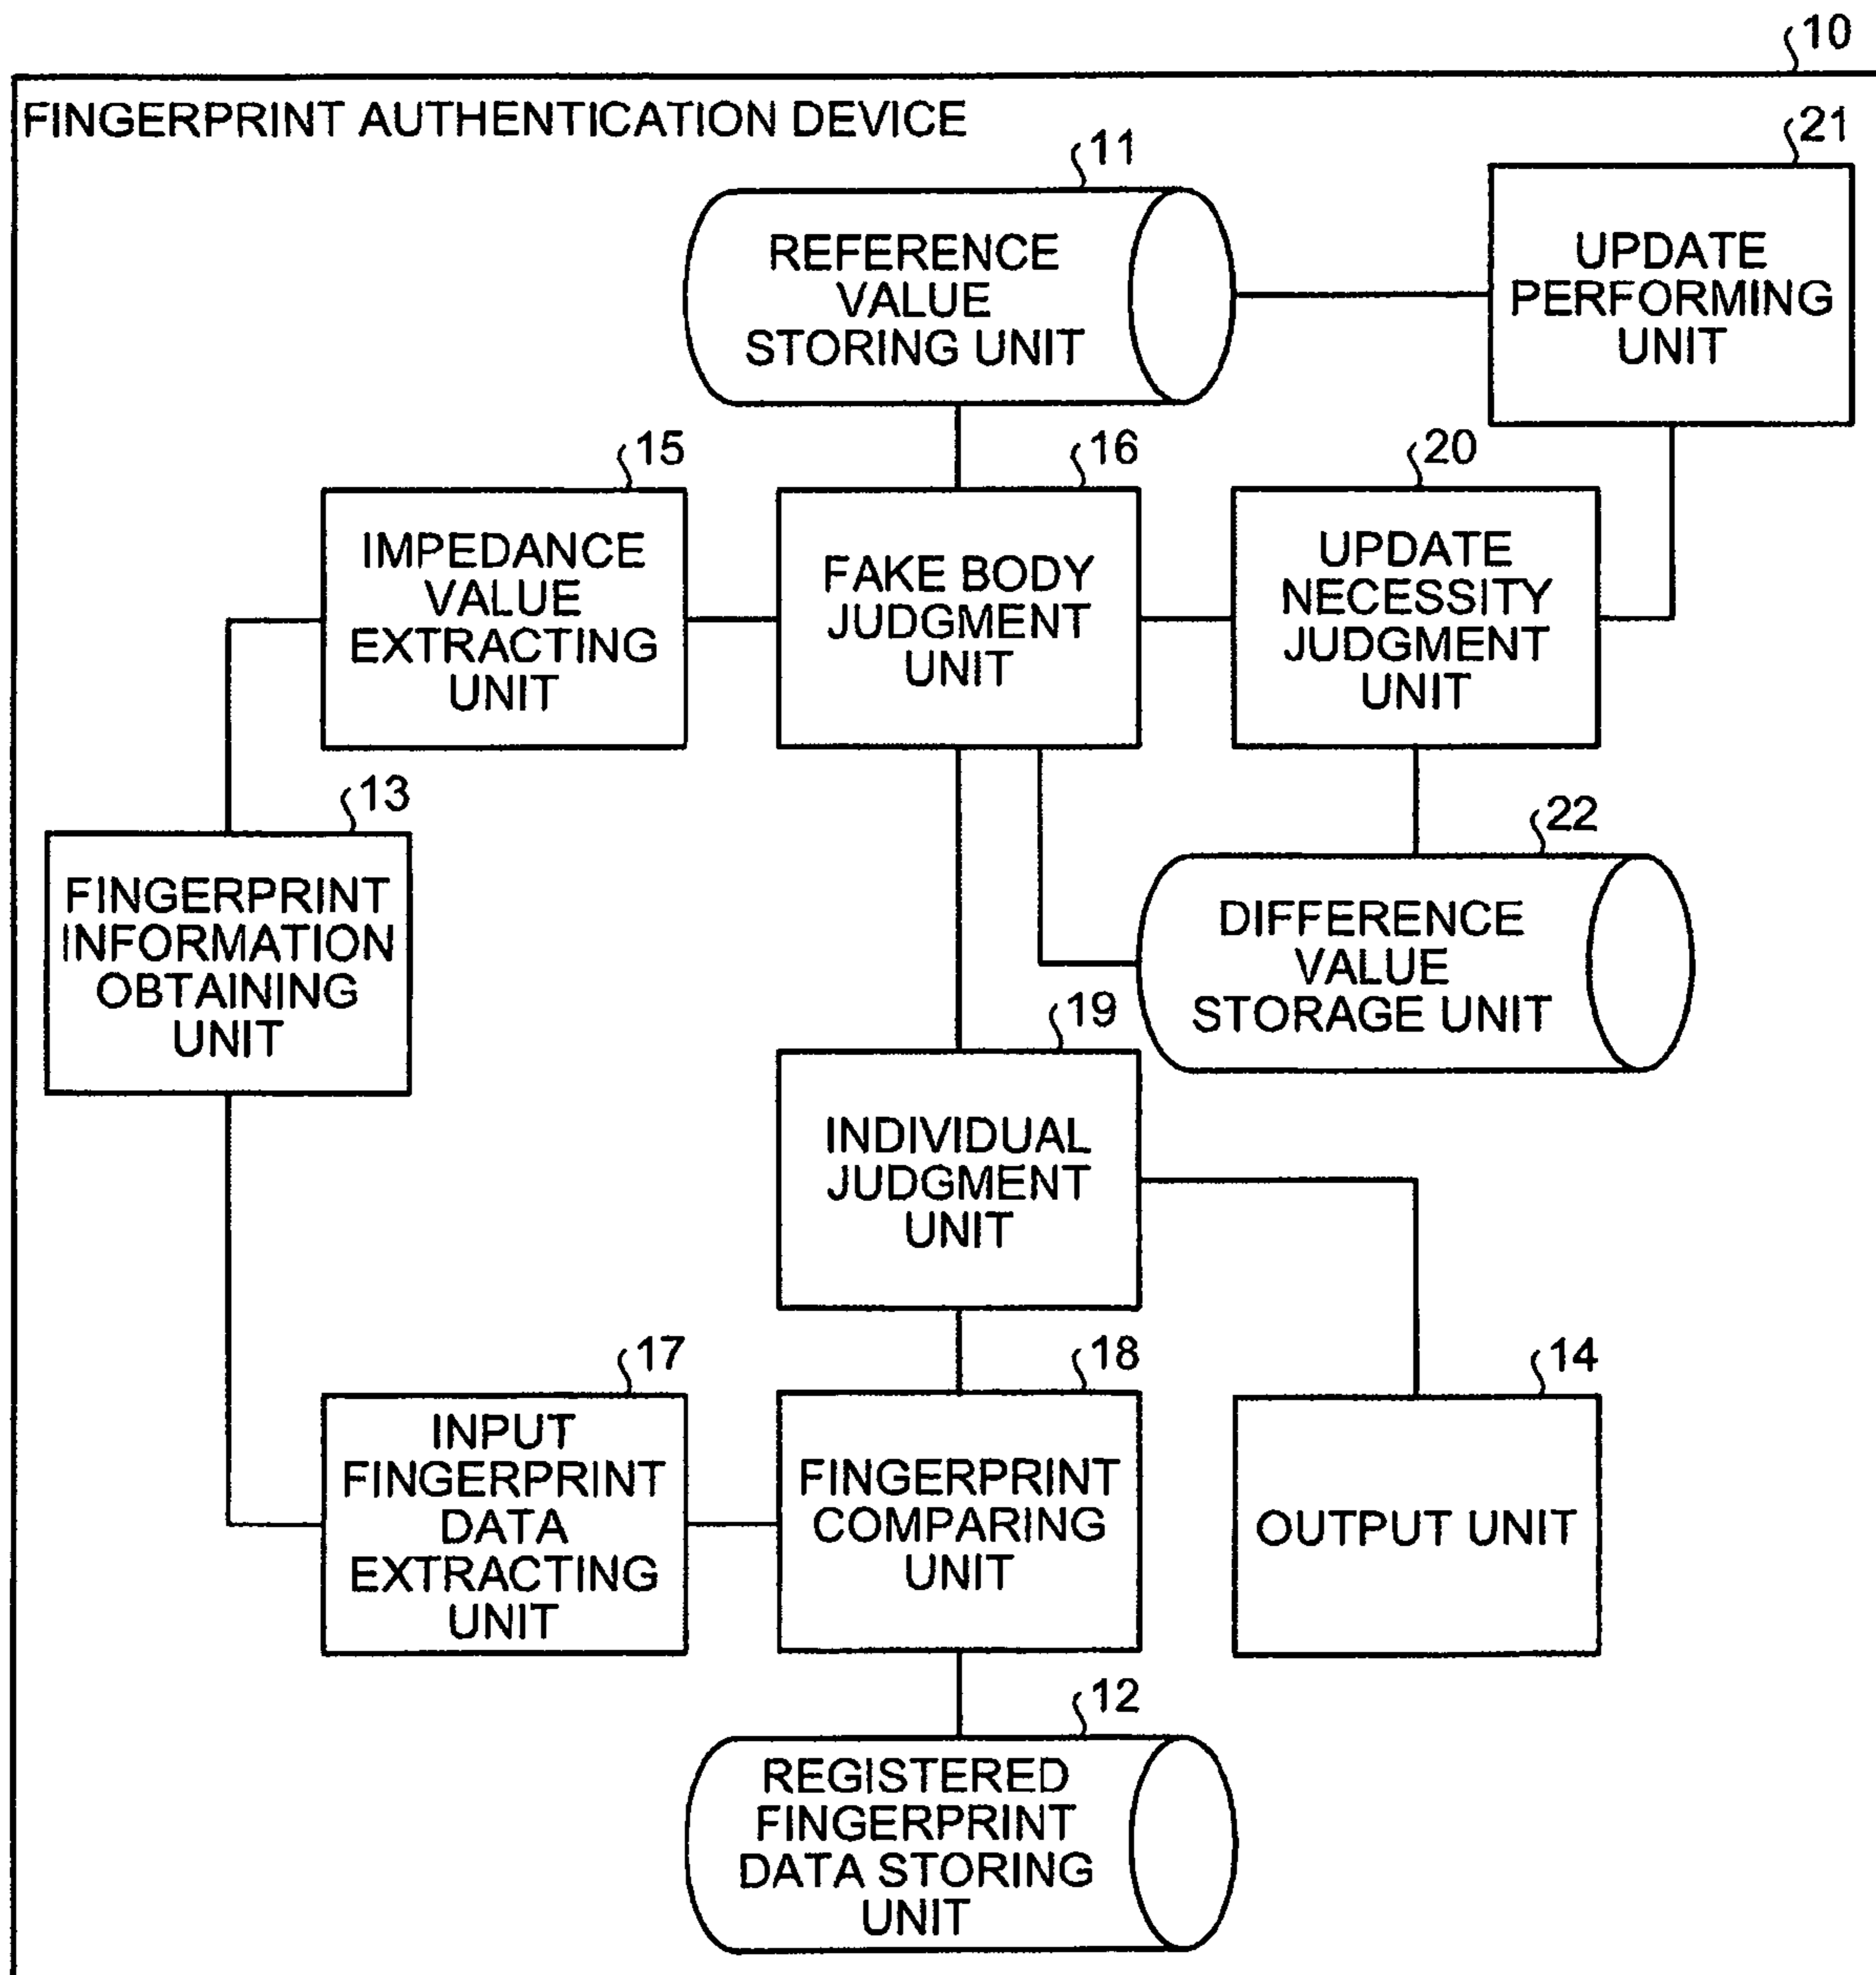 10
FINGERPRINT AUTHENTICATION DEVICE
11
REFERENCE
VALUE
STORING UNIT
21
UPDATE
PERFORMING
UNIT
15
IMPEDANCE
VALUE
EXTRACTING
UNIT
16
FAKE BODY
JUDGMENT
UNIT
20
UPDATE
NECESSITY
JUDGMENT
UNIT
13
FINGERPRINT
INFORMATION
OBTAINING
UNIT
22
DIFFERENCE
VALUE
STORAGE UNIT
19
INDIVIDUAL
JUDGMENT
UNIT
17
INPUT
FINGERPRINT
DATA
EXTRACTING
UNIT
18
FINGERPRINT
COMPARING
UNIT
14
OUTPUT UNIT
12
REGISTERED
FINGERPRINT
DATA STORING
UNIT